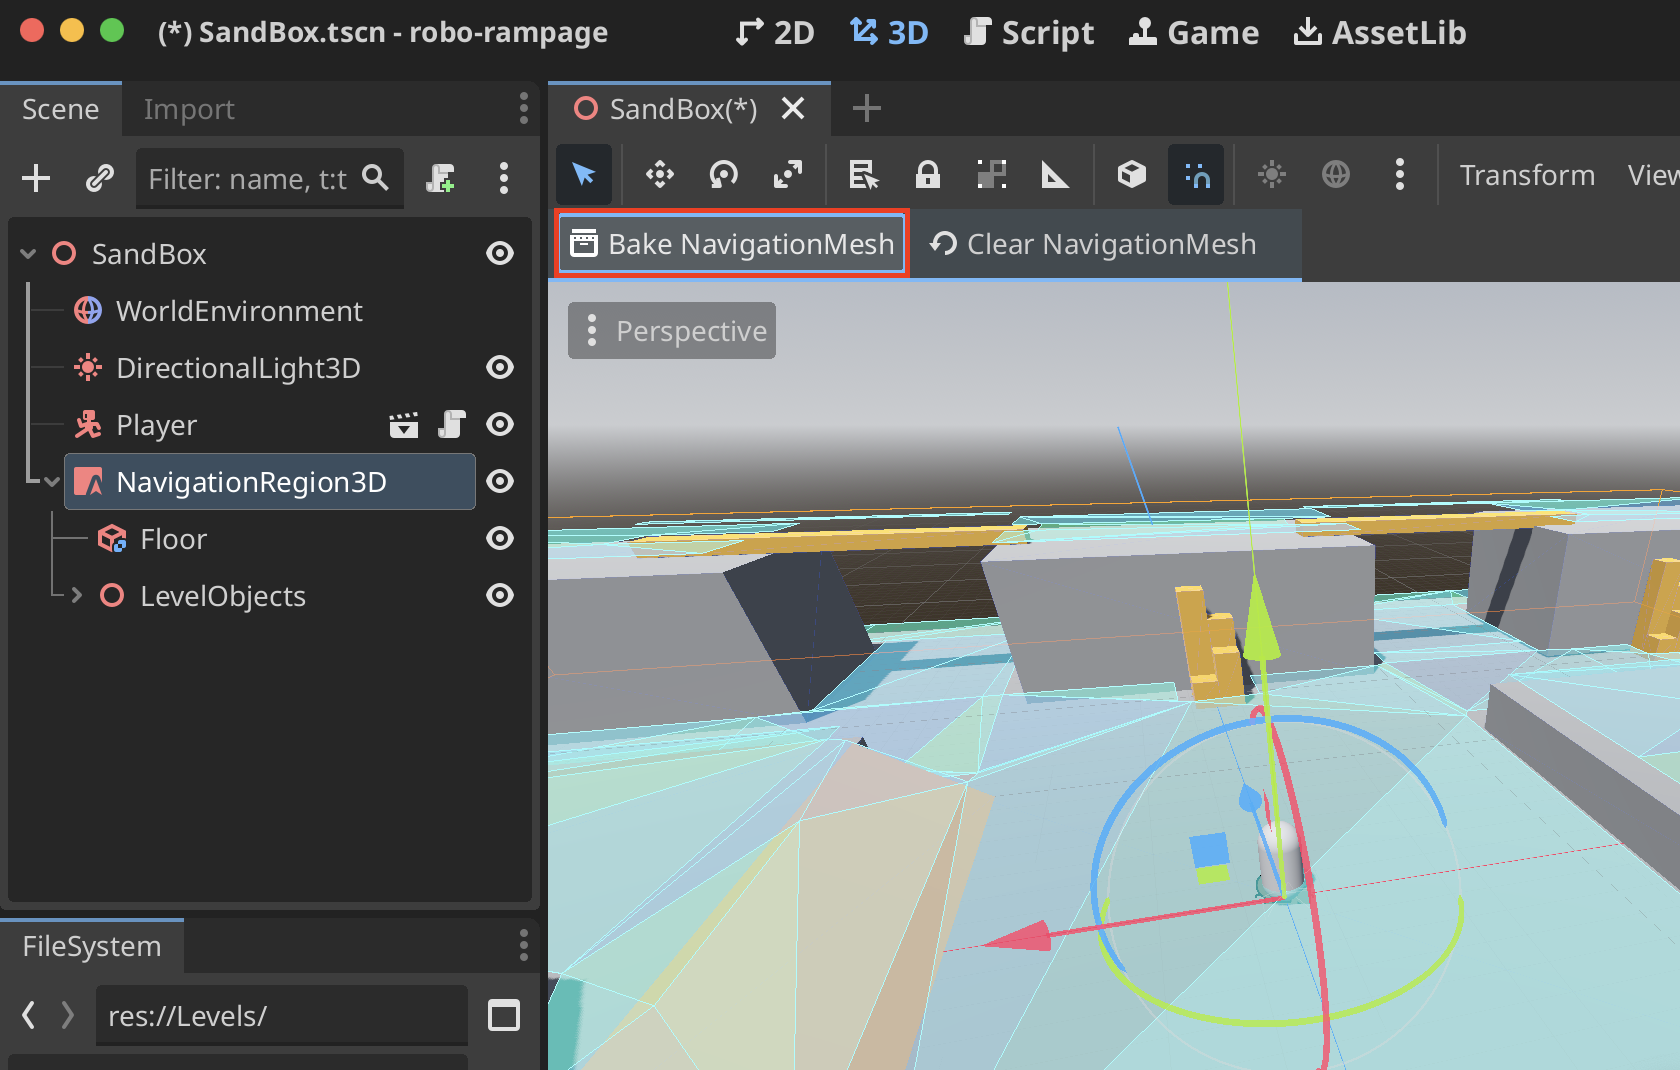 (*) SandBox.tscn - robo-rampage
2D
3D
Script
Game
AssetLib
Scene
Import
SandBox(*)
Filter: name, t:t
Transform
View
Bake NavigationMesh
Clear NavigationMesh
Perspective
SandBox
WorldEnvironment
DirectionalLight3D
Player
NavigationRegion3D
Floor
LevelObjects
FileSystem
res://Levels/